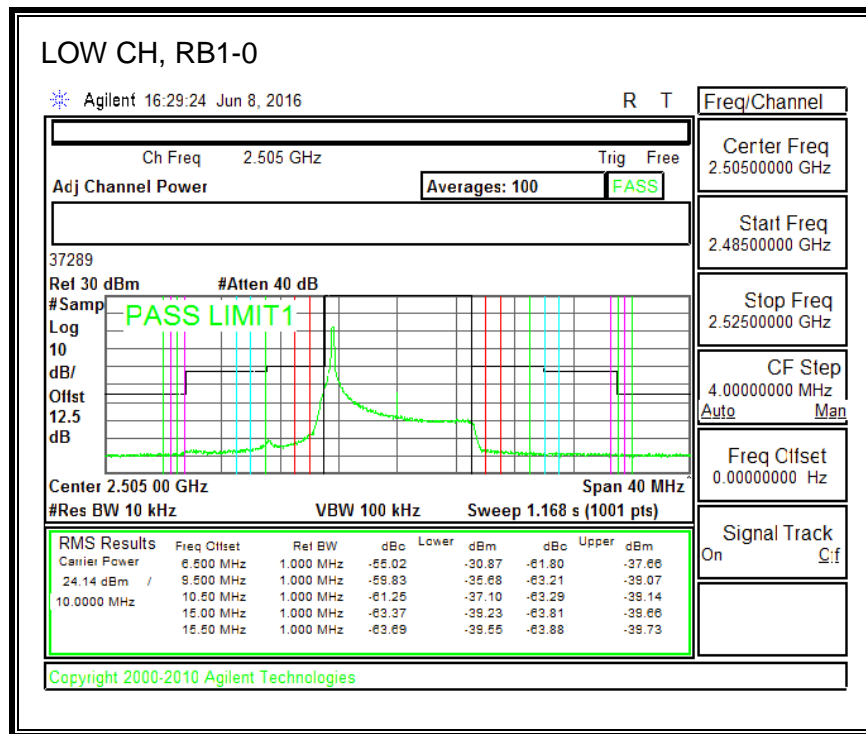 LOW CH, RB1-0
Agilent 16:29:24 Jun 8, 2016 R T
Ch Freq 2.505 GHz Trig Free
Adj Channel Power Averages: 100 PASS
37289
Ref 30 dBm #Atten 40 dB
#Samp
Log
10
dB/
Offst
12.5
dB
PASS LIMIT1
Center 2.505 00 GHz Span 40 MHz
#Res BW 10 kHz VBW 100 kHz Sweep 1.168 s (1001 pts)
RMS Results Freq Offset Ref BW dBc Lower dBm dBc Upper dBm
Carrier Power 6.500 MHz 1.000 MHz -55.02 -30.87 -61.80 -37.66
24.14 dBm / 9.500 MHz 1.000 MHz -59.83 -35.68 -63.21 -39.07
10.0000 MHz 10.50 MHz 1.000 MHz -61.25 -37.10 -63.29 -39.14
15.00 MHz 1.000 MHz -63.37 -39.23 -63.81 -39.66
15.50 MHz 1.000 MHz -63.69 -39.55 -63.88 -39.73
Copyright 2000-2010 Agilent Technologies
Freq/Channel
Center Freq
2.50500000 GHz
Start Freq
2.48500000 GHz
Stop Freq
2.52500000 GHz
CF Step
4.00000000 MHz
Auto Man
Freq Offset
0.00000000 Hz
Signal Track
On Off